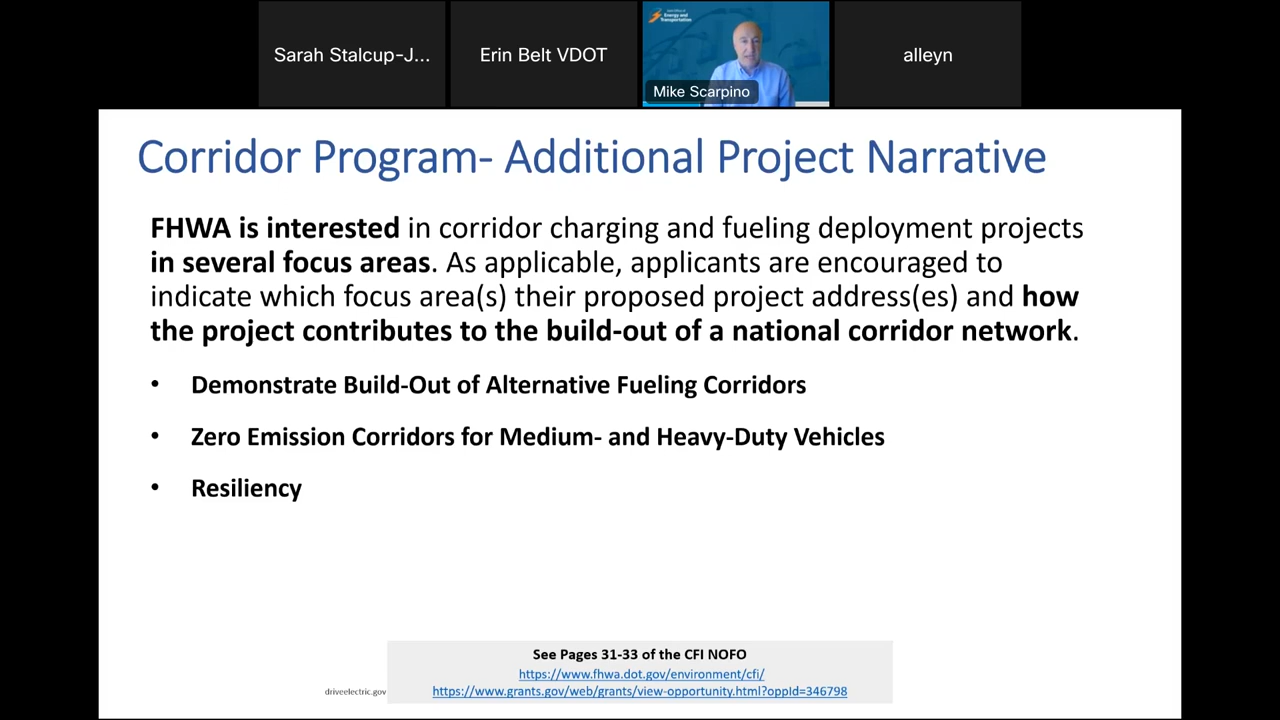 Sarah Stalcup-J...
Erin Belt VDOT
Energy and
Transportation
Mike Scarpino
alleyn
Corridor Program- Additional Project Narrative
FHWA is interested in corridor charging and fueling deployment projects
in several focus areas. As applicable, applicants are encouraged to
indicate which focus area(s) their proposed project address(es) and how
the project contributes to the build-out of a national corridor network.
• Demonstrate Build-Out of Alternative Fueling Corridors
• Zero Emission Corridors for Medium- and Heavy-Duty Vehicles
• Resiliency
See Pages 31-33 of the CFI NOFO
https://www.fhwa.dot.gov/environment/cfi/
driveelectric.gov
https://www.grants.gov/web/grants/view-opportunity.html?oppId=346798